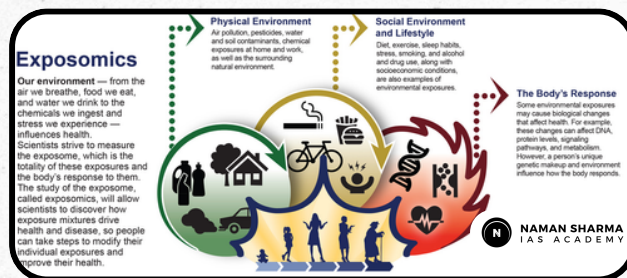 Exposomics
Our environment — from the
air we breathe, food we eat,
and water we drink to the
chemicals we ingest and
stress we experience —
influences health.
Scientists strive to measure
the exposome, which is the
totality of these exposures and
the body's response to them.
The study of the exposome,
called exposomics, will allow
scientists to discover how
exposure mixtures drive
health and disease, so people
can take steps to modify their
individual exposures and
improve their health.
Physical Environment
Air pollution, pesticides, water
and soil contaminants, chemical
exposures at home and work,
as well as the surrounding
natural environment.
Social Environment
and Lifestyle
Diet, exercise, sleep habits,
stress, smoking, and alcohol
and drug use, along with
socioeconomic conditions,
are also examples of
environmental exposures.
The Body's Response
Some environmental exposures
may cause biological changes
that affect health. For example,
these changes can affect DNA,
protein levels, signaling
pathways, and metabolism.
However, a person's unique
genetic makeup and environment
influence how the body responds.
N
NAMAN SHARMA
IAS ACADEMY